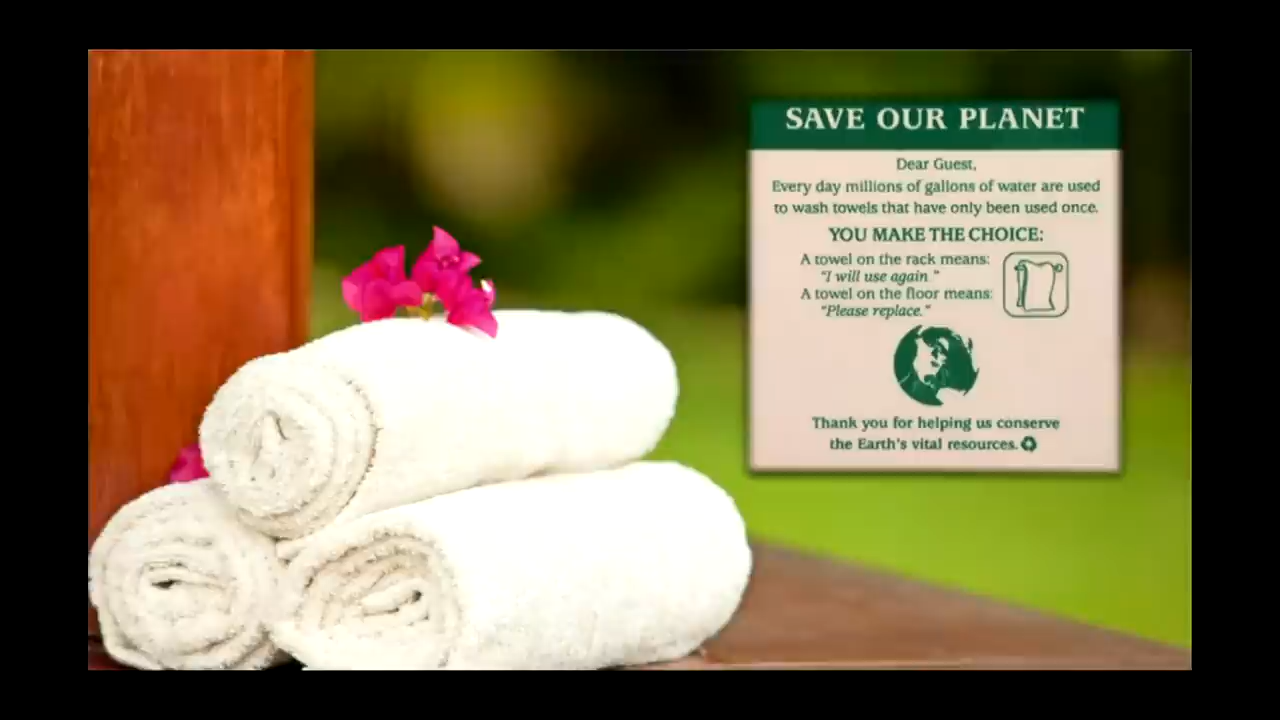 SAVE OUR PLANET
Dear Guest,
Every day millions of gallons of water are used
to wash towels that have only been used once.
YOU MAKE THE CHOICE:
A towel on the rack means:
"I will use again."
A towel on the floor means:
"Please replace."
Thank you for helping us conserve
the Earth's vital resources.